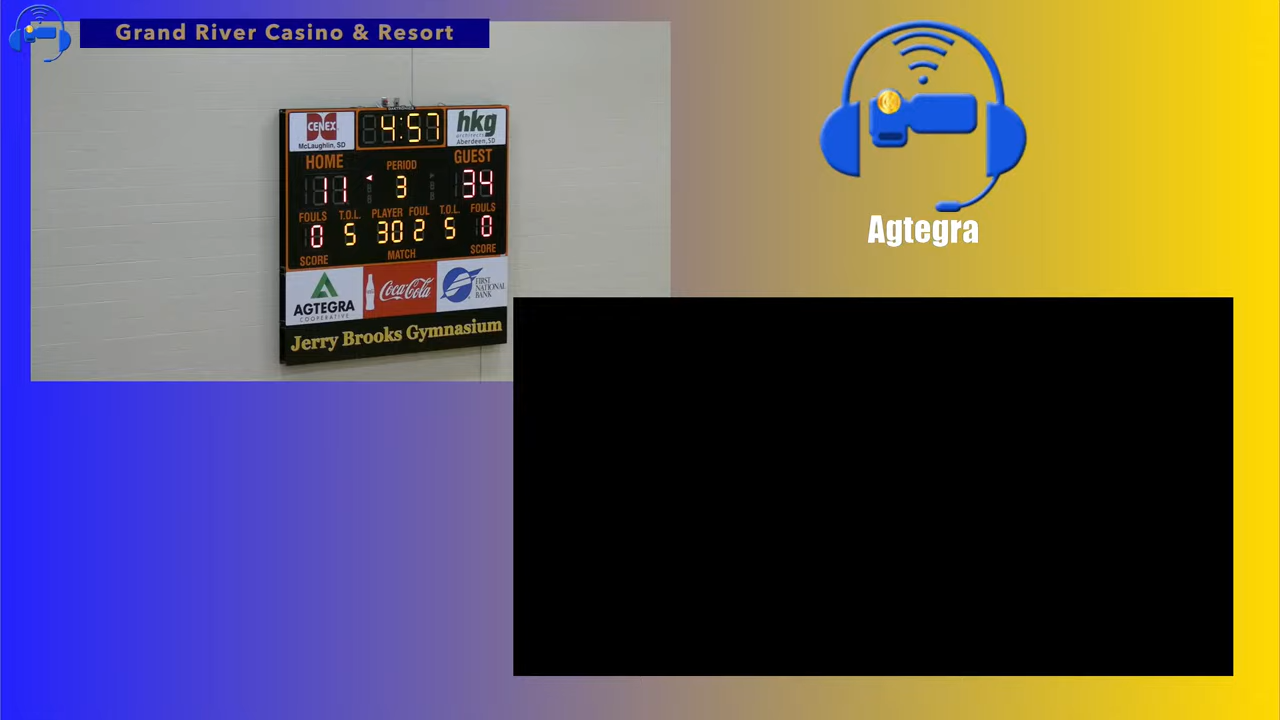 Grand River Casino & Resort
CENEX
McLaughlin, SD
4:57
hkg
architects
Aberdeen, SD
HOME
PERIOD
GUEST
11
3
34
FOULS
T.O.L.
PLAYER
FOUL
T.O.L.
FOULS
0
5
30
2
5
0
SCORE
MATCH
SCORE
AGTEGRA
COOPERATIVE
Coca-Cola
FIRST
NATIONAL
BANK
Jerry Brooks Gymnasium
Agtegra